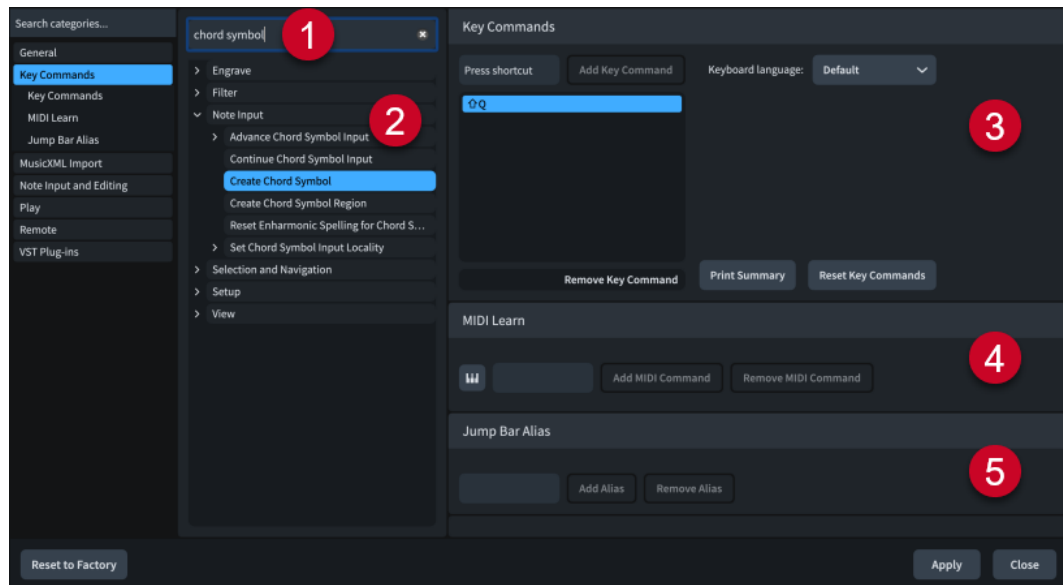 Search categories...
General
Key Commands
Key Commands
MIDI Learn
Jump Bar Alias
MusicXML Import
Note Input and Editing
Play
Remote
VST Plug-ins
chord symbol
1
Engrave
Filter
Note Input
2
Advance Chord Symbol Input
Continue Chord Symbol Input
Create Chord Symbol
Create Chord Symbol Region
Reset Enharmonic Spelling for Chord S...
Set Chord Symbol Input Locality
Selection and Navigation
Setup
View
Key Commands
Press shortcut Add Key Command Keyboard language: Default
⇧Q
3
Remove Key Command Print Summary Reset Key Commands
MIDI Learn
4
Add MIDI Command Remove MIDI Command
Jump Bar Alias
5
Add Alias Remove Alias
Reset to Factory Apply Close